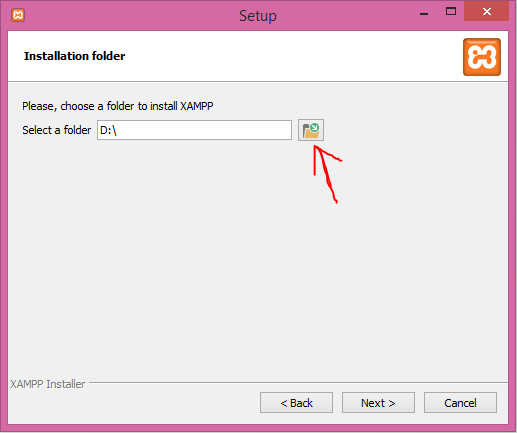 Setup
Installation folder
Please, choose a folder to install XAMPP
Select a folder D:\
XAMPP Installer
< Back Next > Cancel